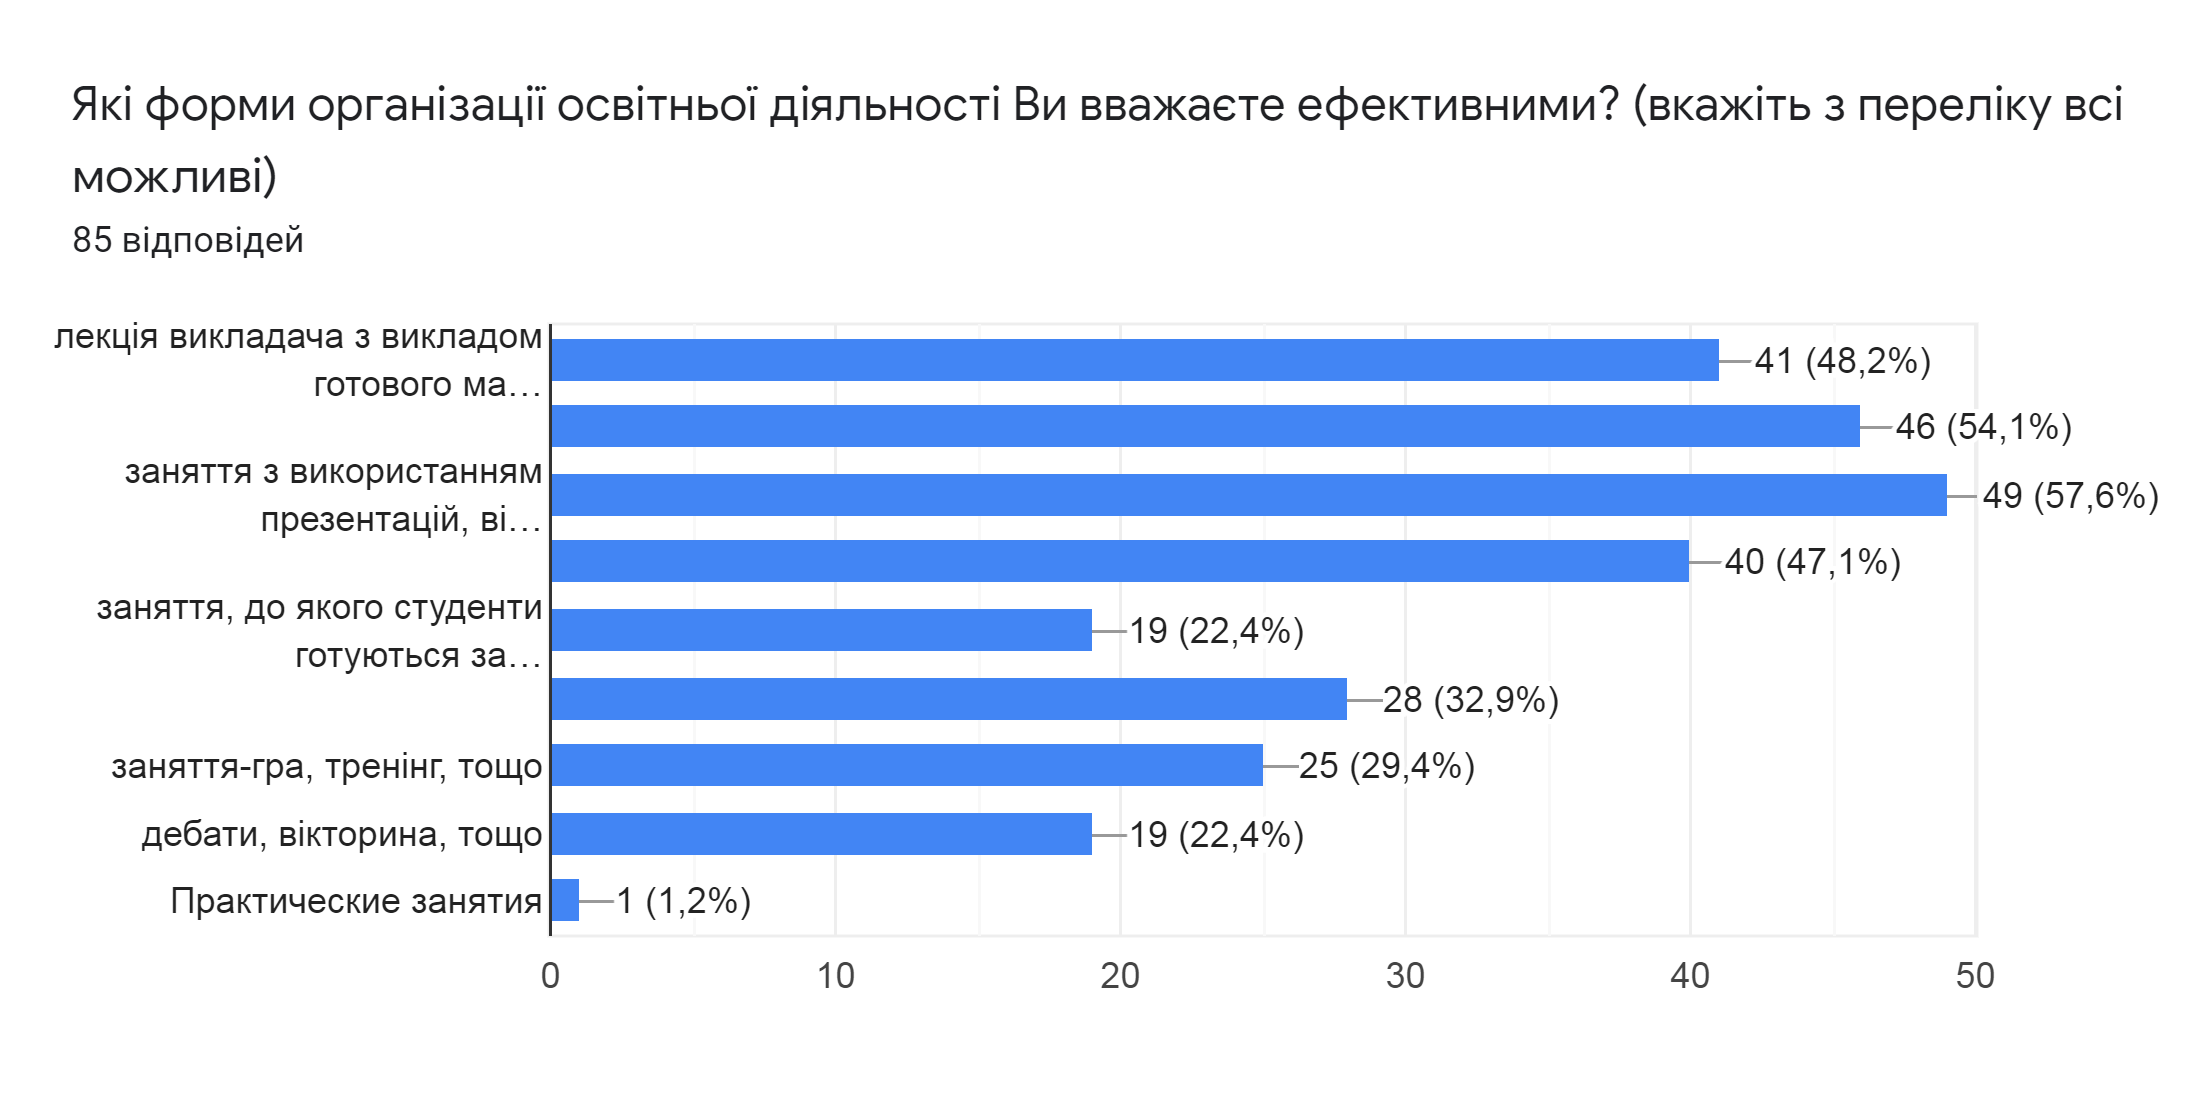 Які форми організації освітньої діяльності Ви вважаєте ефективними? (вкажіть з переліку всі
можливі)
85 відповідей
лекція викладача з викладом
готового ма…
41 (48,2%)
46 (54,1%)
заняття з використанням
презентацій, ві…
49 (57,6%)
40 (47,1%)
заняття, до якого студенти
готуються за…
19 (22,4%)
28 (32,9%)
заняття-гра, тренінг, тощо
25 (29,4%)
дебати, вікторина, тощо
19 (22,4%)
Практические занятия
1 (1,2%)
0 10 20 30 40 50